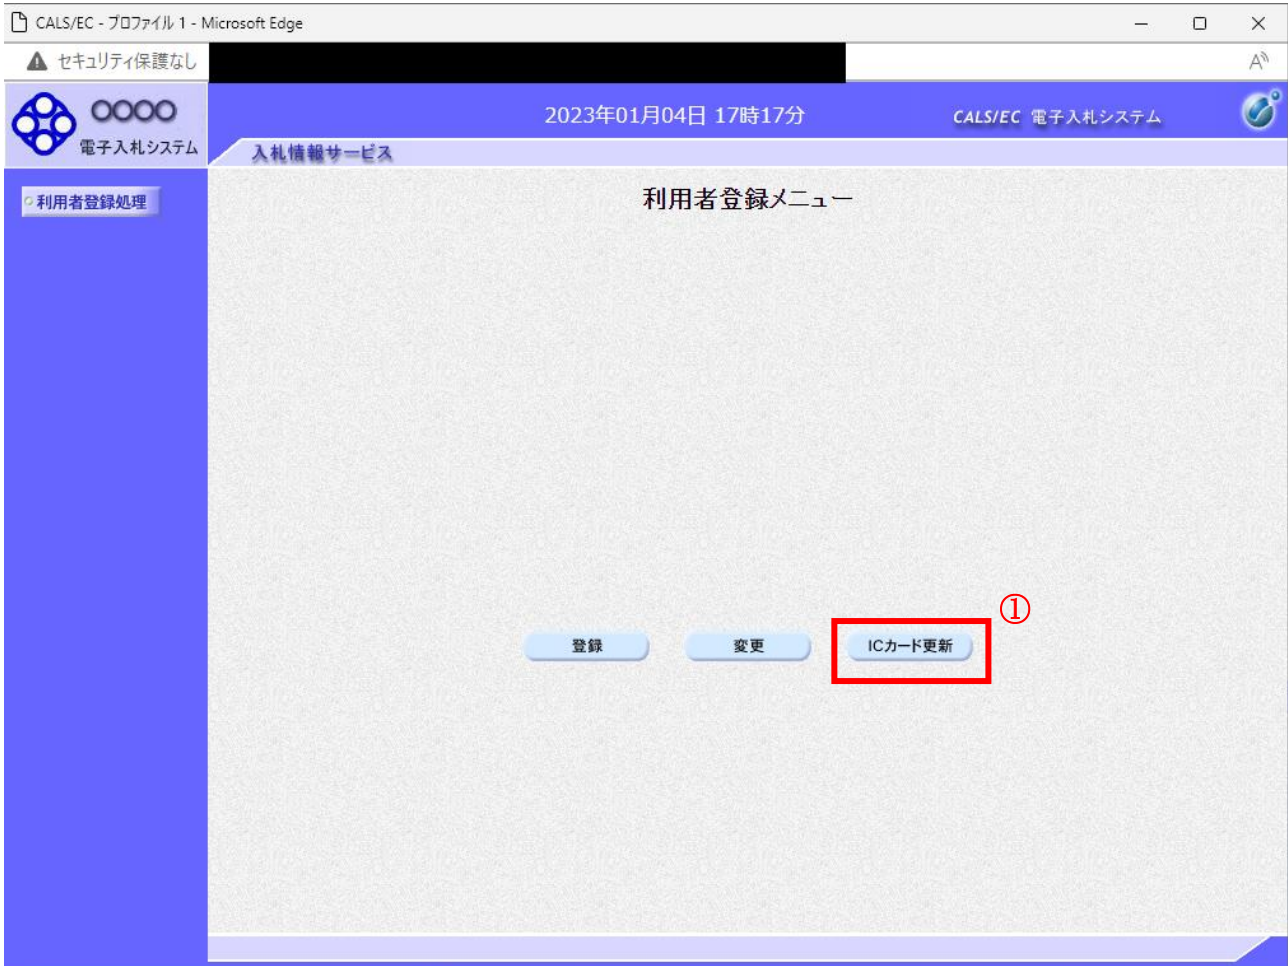 CALS/EC - プロファイル 1 - Microsoft Edge
セキュリティ保護なし
○○○○
電子入札システム
2023年01月04日 17時17分
CALS/EC 電子入札システム
入札情報サービス
利用者登録処理
利用者登録メニュー
①
登録
変更
ICカード更新